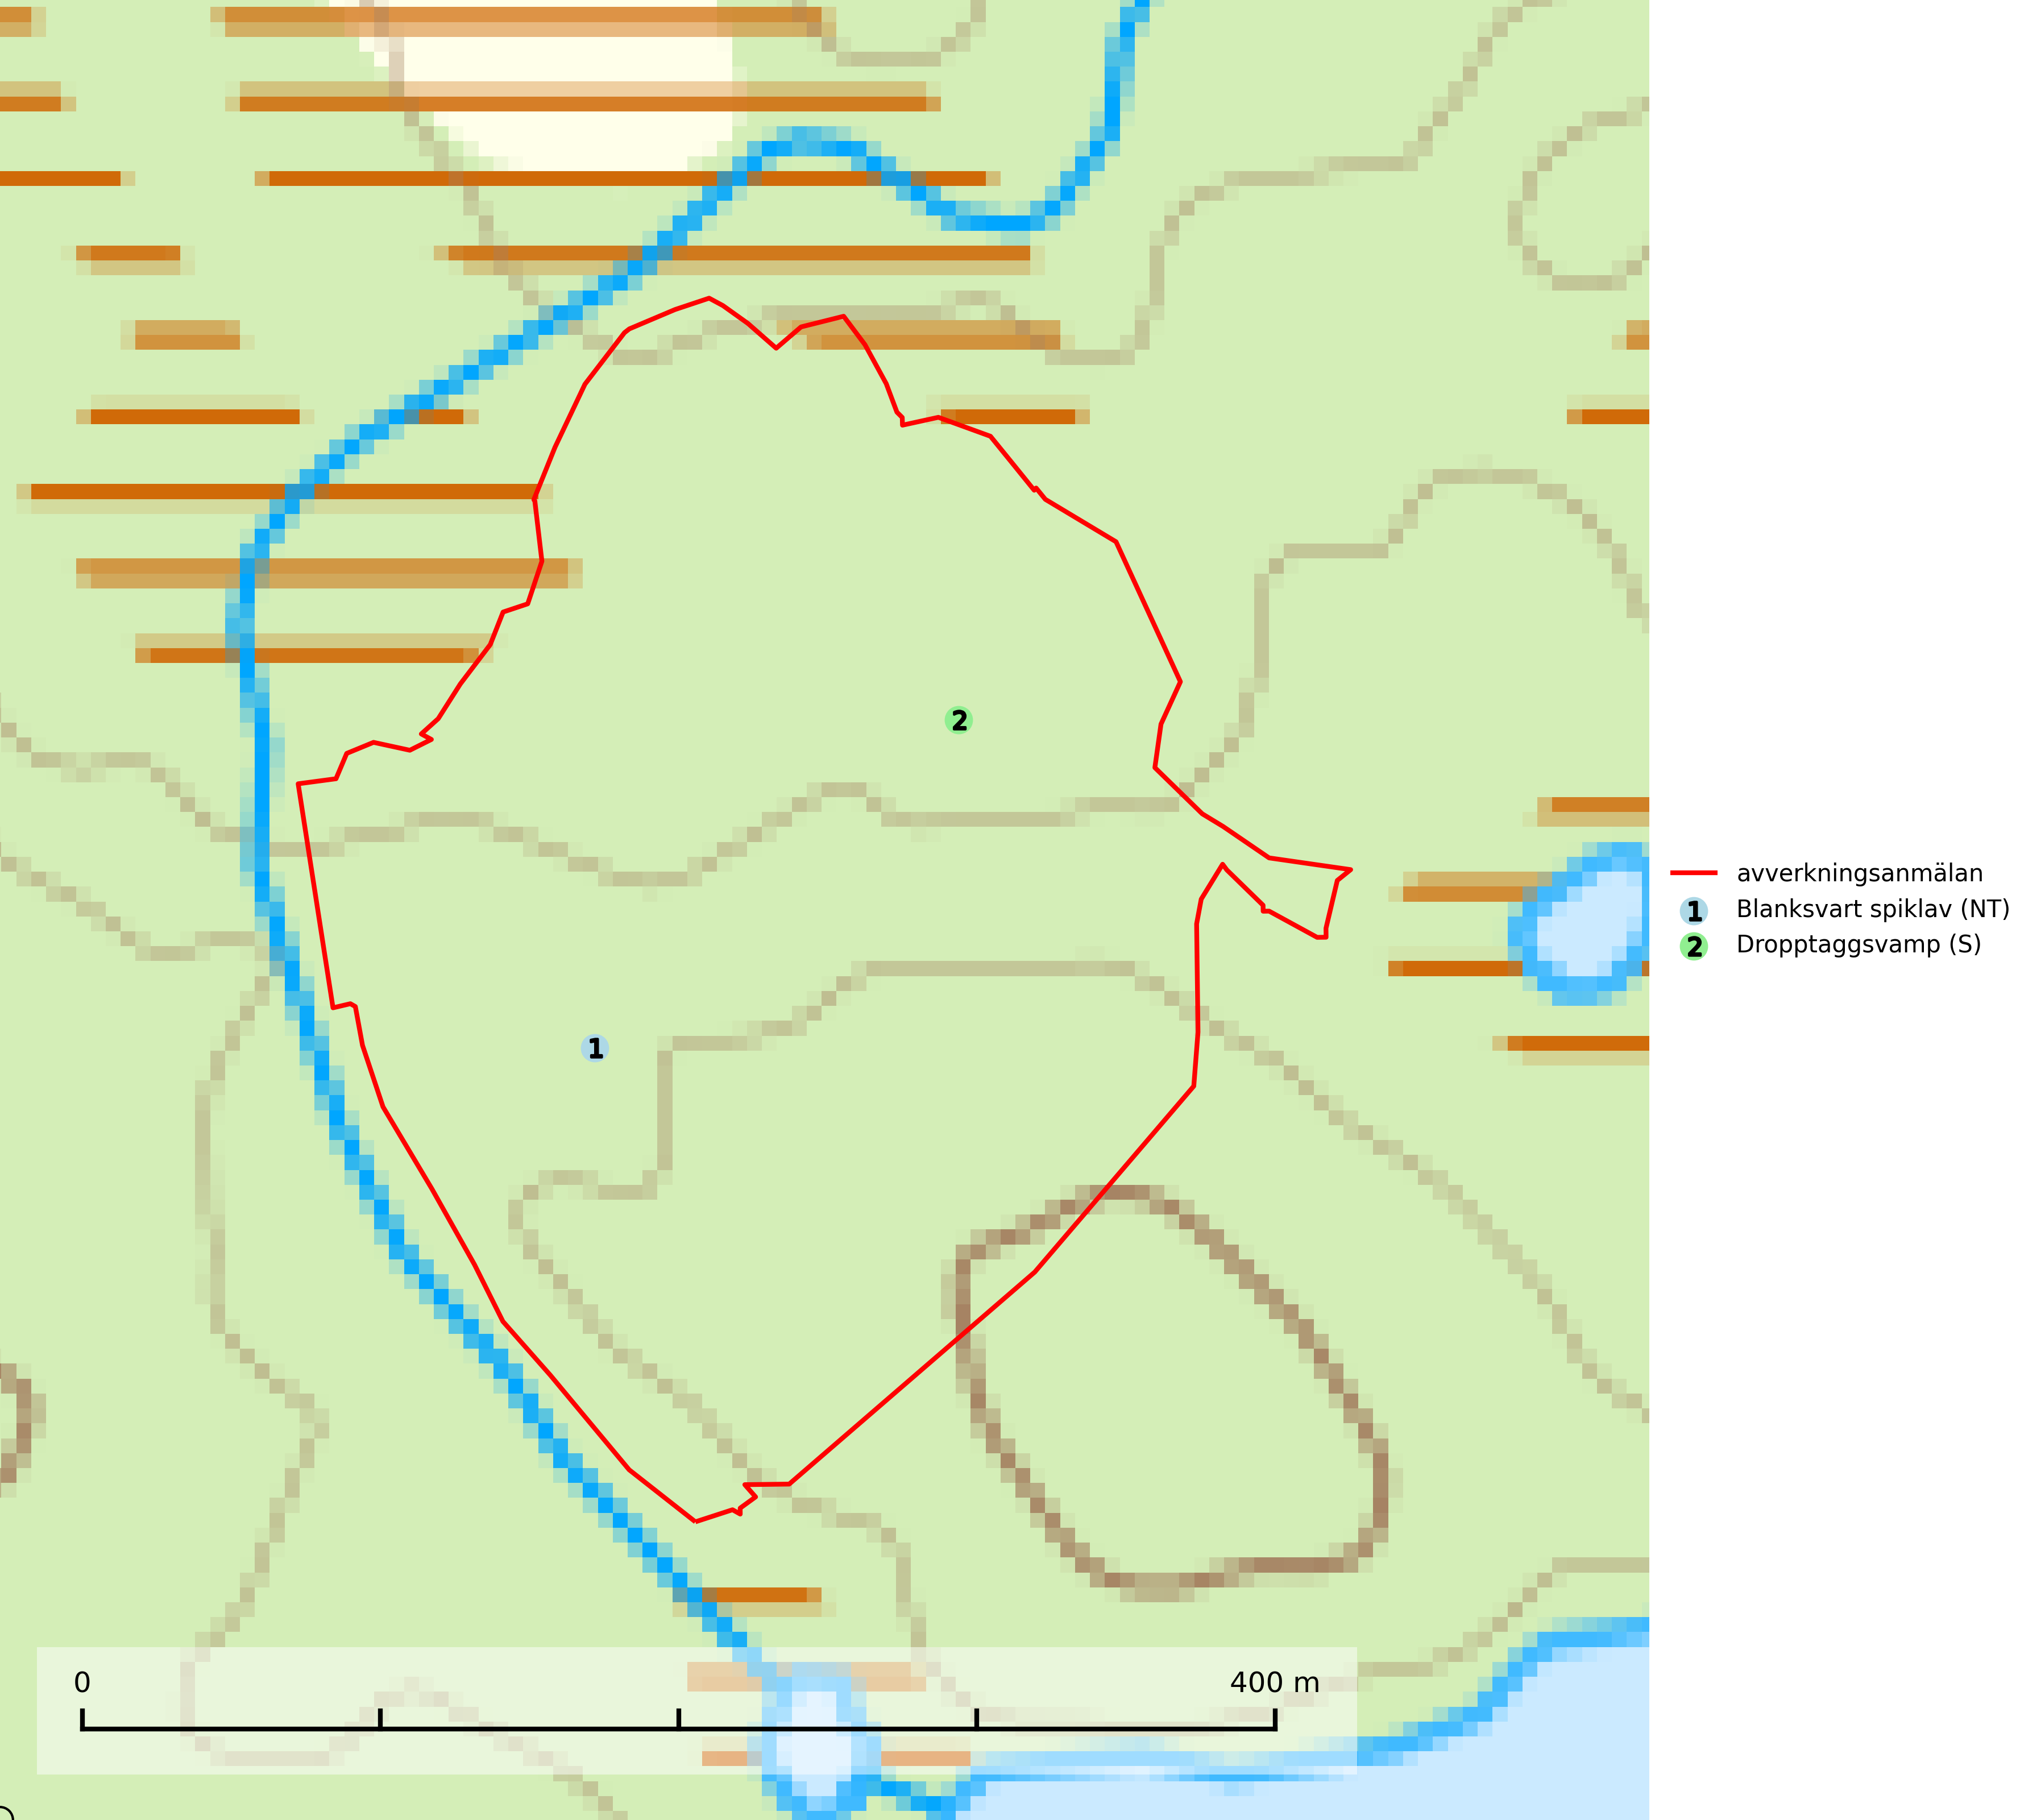 2
1
0
400 m
avverkningsanmälan
1 Blanksvart spiklav (NT)
2 Dropptaggsvamp (S)